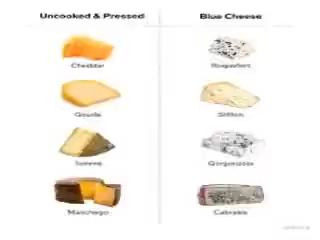 Uncooked & Pressed
Blue Cheese
Cheddar
Roquefort
Gouda
Stilton
Gorgonzola
Manchego
Cabrales